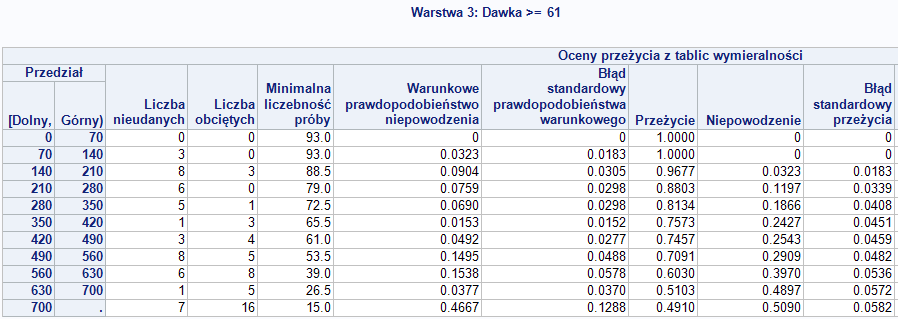 Warstwa 3: Dawka >= 61
Oceny przeżycia z tablic wymieralności
Przedział
[Dolny, Górny) Liczba nieudanych Liczba obciętych Minimalna liczebność próby Warunkowe prawdopodobieństwo niepowodzenia Błąd standardowy prawdopodobieństwa warunkowego Przeżycie Niepowodzenie Błąd standardowy przeżycia
0 70 0 0 93.0 0 0 1.0000 0 0
70 140 3 0 93.0 0.0323 0.0183 1.0000 0 0
140 210 8 3 88.5 0.0904 0.0305 0.9677 0.0323 0.0183
210 280 6 0 79.0 0.0759 0.0298 0.8803 0.1197 0.0339
280 350 5 1 72.5 0.0690 0.0298 0.8134 0.1866 0.0408
350 420 1 3 65.5 0.0153 0.0152 0.7573 0.2427 0.0451
420 490 3 4 61.0 0.0492 0.0277 0.7457 0.2543 0.0459
490 560 8 5 53.5 0.1495 0.0488 0.7091 0.2909 0.0482
560 630 6 8 39.0 0.1538 0.0578 0.6030 0.3970 0.0536
630 700 1 5 26.5 0.0377 0.0370 0.5103 0.4897 0.0572
700 . 7 16 15.0 0.4667 0.1288 0.4910 0.5090 0.0582